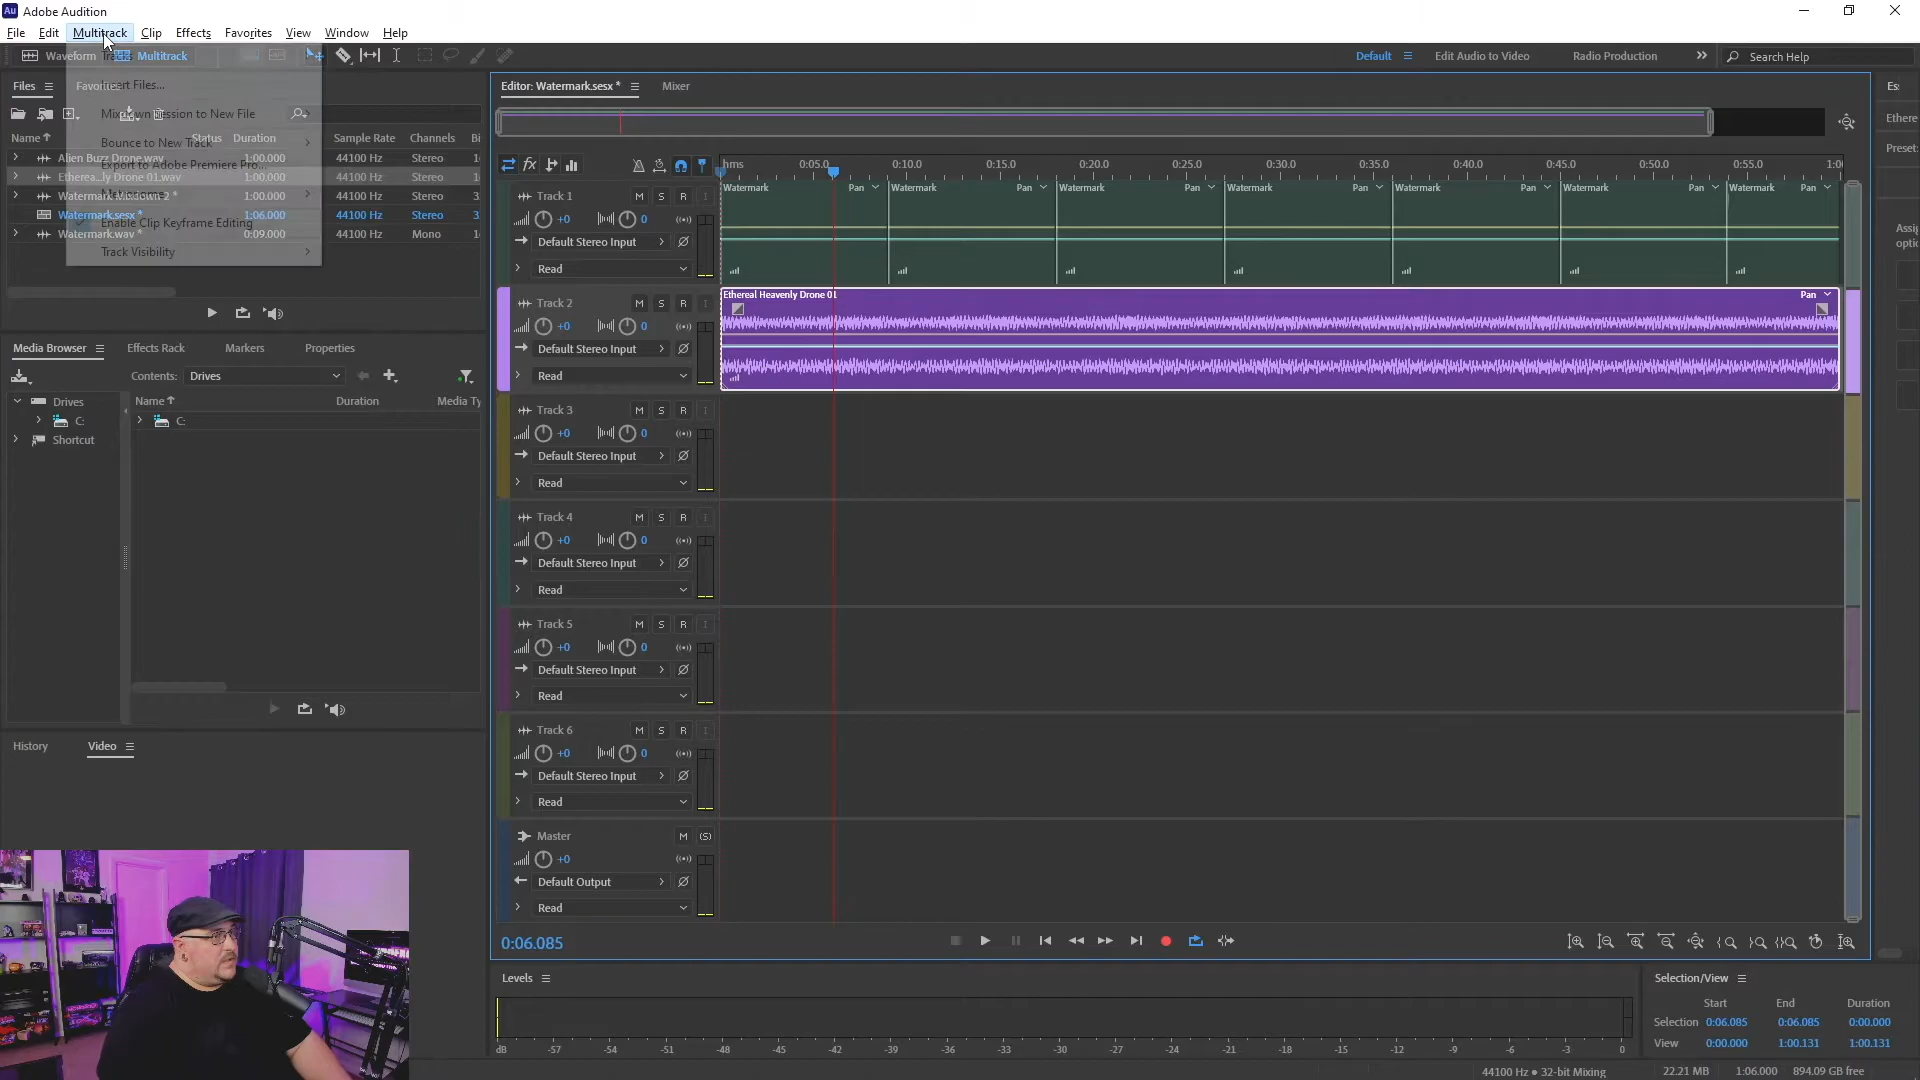 Adobe Audition
File Edit Multitrack Clip Effects Favorites View Window Help
Waveform Multitrack
Default Edit Audio to Video Radio Production Search Help
Files
Insert Files...
Mixdown Session to New File
Bounce to New Track
Export to Adobe Premiere Pro...
Metronome
Enable Clip Keyframe Editing
Track Visibility
Name Status Duration Sample Rate Channels
Alien Buzz Drone.wav 1:00.000 44100 Hz Stereo
Etherea...ly Drone 01.wav 1:00.000 44100 Hz Stereo
1:00.000 44100 Hz Stereo
Watermark.sesx * 1:06.000 44100 Hz Stereo
Watermark.wav * 0:09.000 44100 Hz Mono
Media Browser Effects Rack Markers Properties
Contents: Drives
Drives
C:
Shortcut
Name Duration Media Ty
C:
History Video
Editor: Watermark.sesx * Mixer
hms 0:05.0 0:10.0 0:15.0 0:20.0 0:25.0 0:30.0 0:35.0 0:40.0 0:45.0 0:50.0 0:55.0 1:0
Watermark Pan Watermark Pan Watermark Pan Watermark Pan Watermark Pan Watermark Pan Watermark Pan
Track 1 M S R I
+0 0
Default Stereo Input
Read
Ethereal Heavenly Drone 01 Pan
Track 2 M S R I
+0 0
Default Stereo Input
Read
Track 3 M S R I
+0 0
Default Stereo Input
Read
Track 4 M S R I
+0 0
Default Stereo Input
Read
Track 5 M S R I
+0 0
Default Stereo Input
Read
Track 6 M S R I
+0 0
Default Stereo Input
Read
Master M (S)
+0
Default Output
Read
0:06.085
Levels
dB -57 -54 -51 -48 -45 -42 -39 -36 -33 -30 -27 -24 -21 -18 -15 -12 -9 -6 -3 0
Selection/View
Start End Duration
Selection 0:06.085 0:06.085 0:00.000
View 0:00.000 1:00.131 1:00.131
44100 Hz ● 32-bit Mixing 22.21 MB 1:06.000 894.09 GB free
Es
Ethere
Preset:
Assig
optic